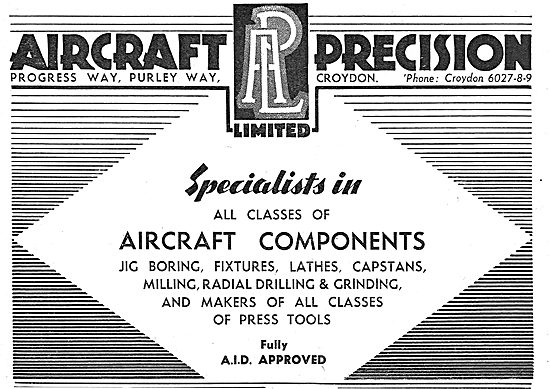 AIRCRAFT APL PRECISION
PROGRESS WAY, PURLEY WAY, CROYDON. 'Phone: Croydon 6027-8-9
LIMITED
Specialists in
ALL CLASSES OF
AIRCRAFT COMPONENTS
JIG BORING, FIXTURES, LATHES, CAPSTANS,
MILLING, RADIAL DRILLING & GRINDING,
AND MAKERS OF ALL CLASSES
OF PRESS TOOLS
Fully
A.I.D. APPROVED